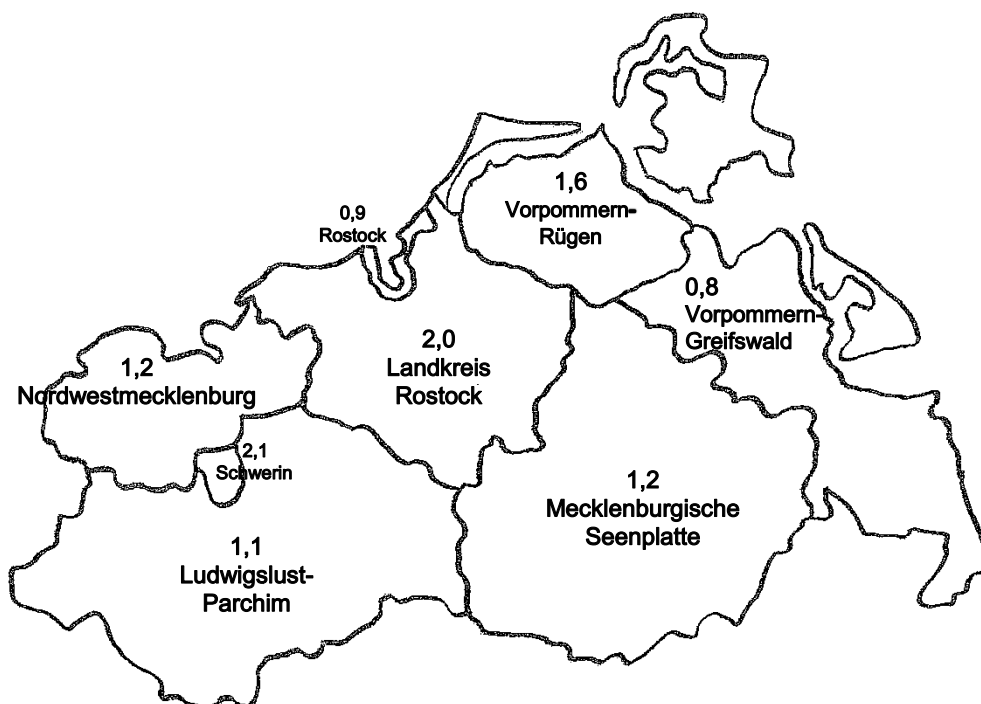 1,6
Vorpommern-
Rügen
0,9
Rostock
0,8
Vorpommern-
Greifswald
2,0
Landkreis
Rostock
1,2
Nordwestmecklenburg
2,1
Schwerin
1,2
Mecklenburgische
Seenplatte
1,1
Ludwigslust-
Parchim